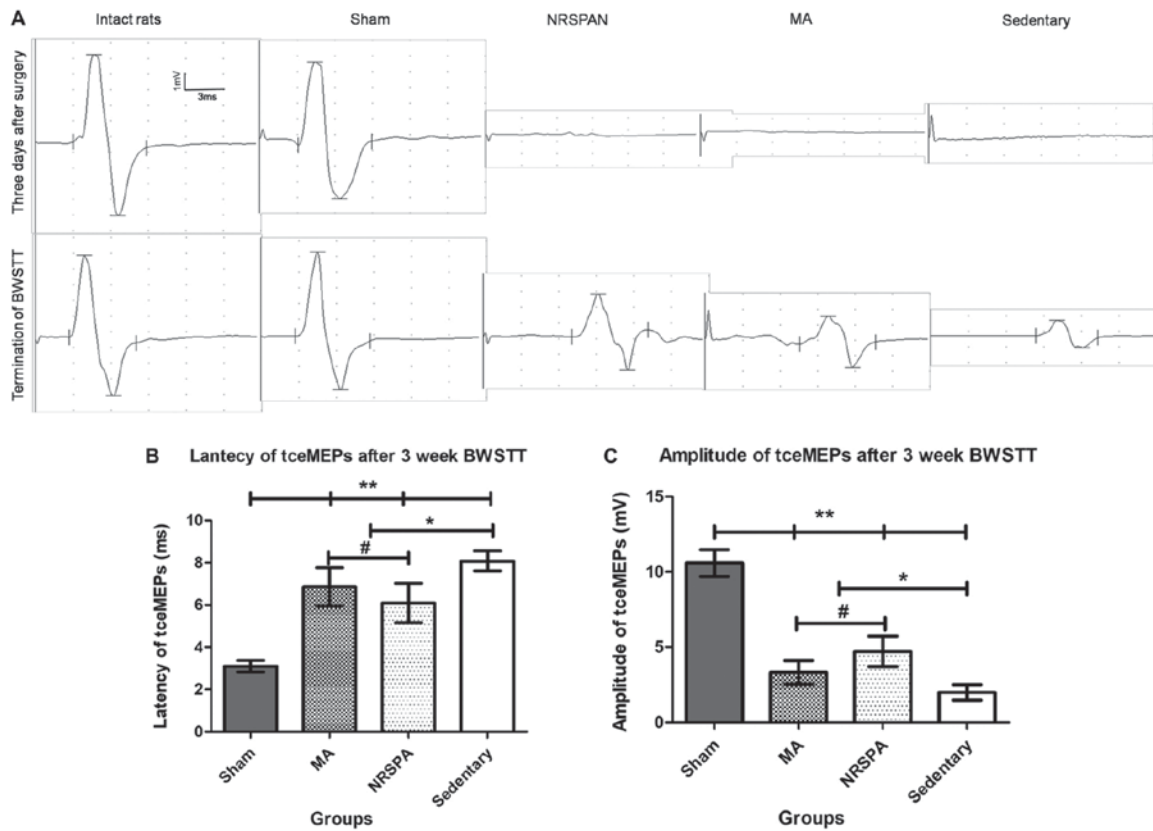 A
Intact rats
Sham
NRSPAN
MA
Sedentary
Three days after surgery
1mV
3ms
Termination of BWSTT
B Lantecy of tceMEPs after 3 week BWSTT
Latency of tceMEPs (ms)
10
8
6
4
2
0
**
*
#
Sham
MA
NRSPA
Sedentary
Groups
C Amplitude of tceMEPs after 3 week BWSTT
Amplitude of tceMEPs (mV)
15
10
5
0
**
*
#
Sham
MA
NRSPA
Sedentary
Groups